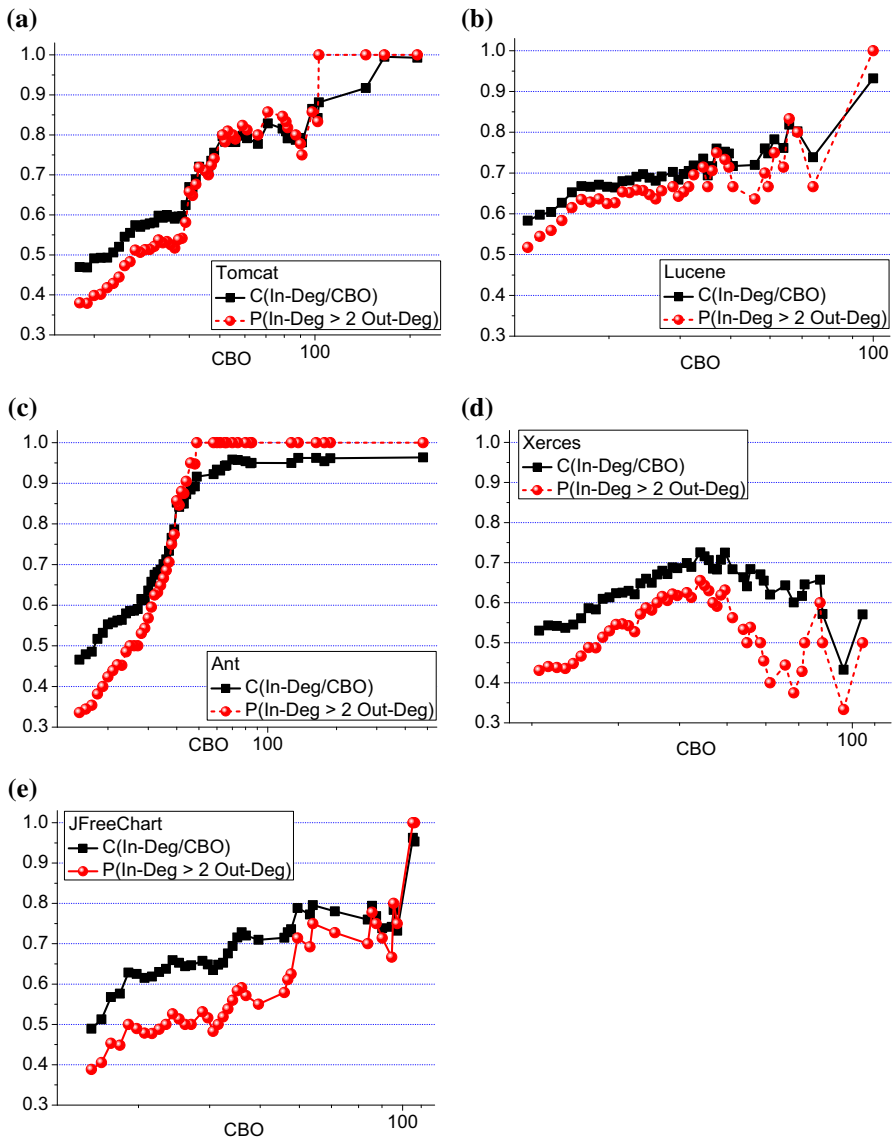 (a)
1.0
0.9
0.8
0.7
0.6
0.5
0.4
0.3
Tomcat
C(In-Deg/CBO)
P(In-Deg > 2 Out-Deg)
100
CBO
(b)
1.0
0.9
0.8
0.7
0.6
0.5
0.4
0.3
Lucene
C(In-Deg/CBO)
P(In-Deg > 2 Out-Deg)
100
CBO
(c)
1.0
0.9
0.8
0.7
0.6
0.5
0.4
0.3
Ant
C(In-Deg/CBO)
P(In-Deg > 2 Out-Deg)
100
CBO
(d)
Xerces
C(In-Deg/CBO)
P(In-Deg > 2 Out-Deg)
1.0
0.9
0.8
0.7
0.6
0.5
0.4
0.3
100
CBO
(e)
JFreeChart
C(In-Deg/CBO)
P(In-Deg > 2 Out-Deg)
1.0
0.9
0.8
0.7
0.6
0.5
0.4
0.3
100
CBO